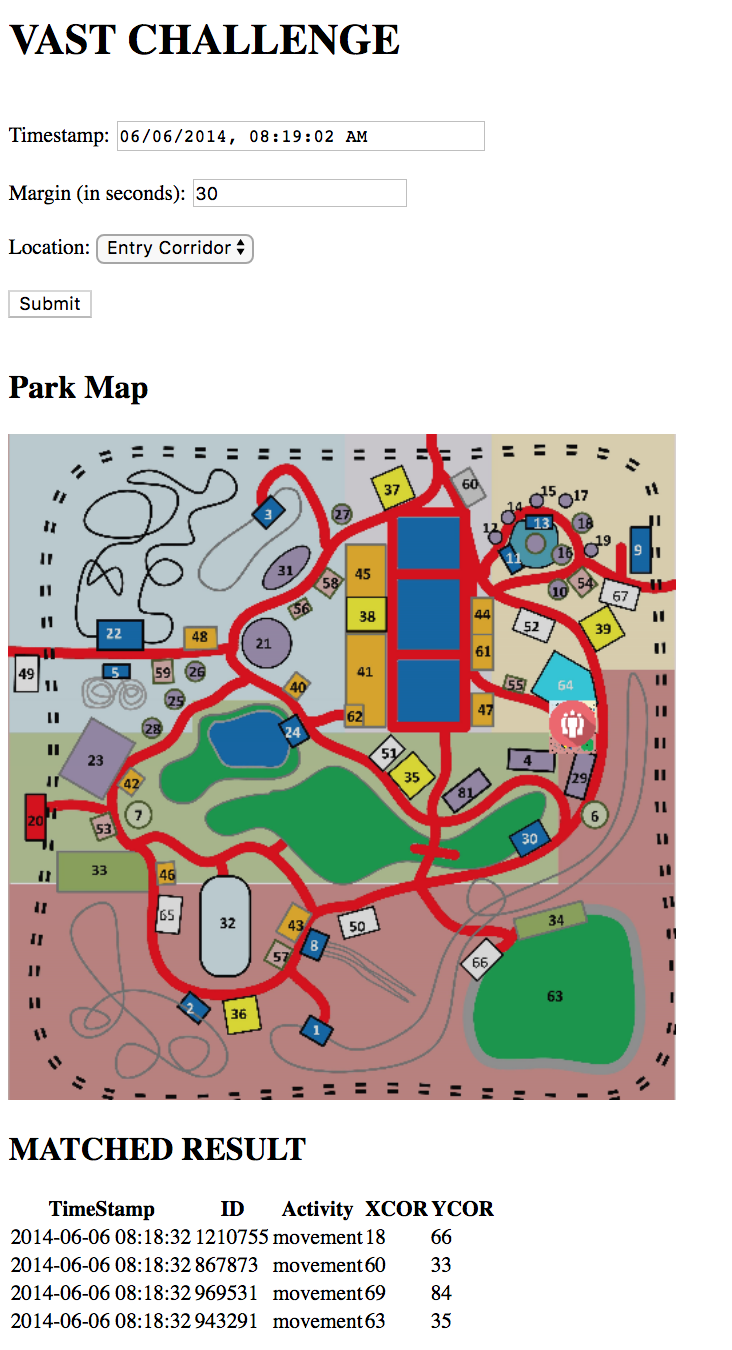 VAST CHALLENGE
Timestamp: 06/06/2014, 08:19:02 AM
Margin (in seconds): 30
Location: Entry Corridor
Submit
Park Map
37 60
3 27 14 15 17
12 13 18
11 16 19 9
31 45 58 10 54 67
56 38 44 52 39
22 48 21 61
49 5 59 26 41 55 64
25 40 62 47
28 24
23 51 4 29
42 35 81
20 53 7 30 6
33 46
65 32 43 50 34
57 8 66
2 36 1 63
MATCHED RESULT
TimeStamp ID Activity XCOR YCOR
2014-06-06 08:18:32 1210755 movement 18 66
2014-06-06 08:18:32 867873 movement 60 33
2014-06-06 08:18:32 969531 movement 69 84
2014-06-06 08:18:32 943291 movement 63 35